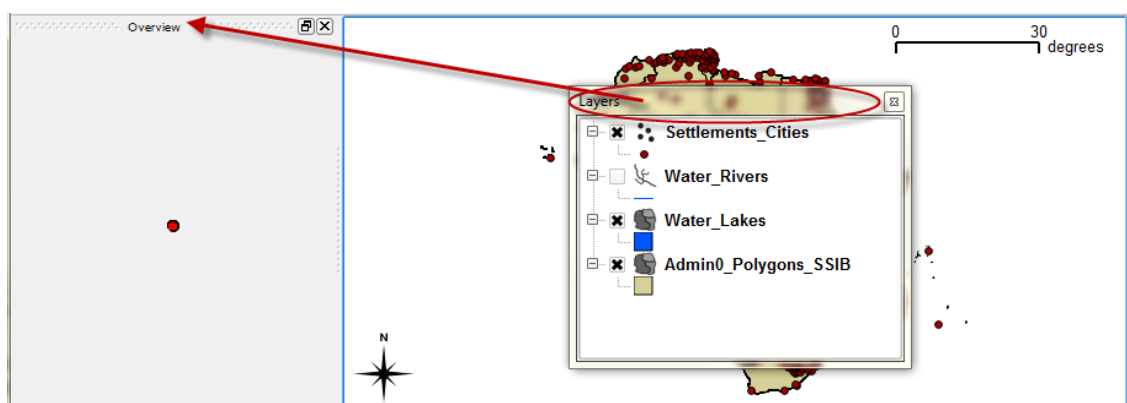 Overview
0 30
degrees
Layers
Settlements_Cities
Water_Rivers
Water_Lakes
Admin0_Polygons_SSIB
N